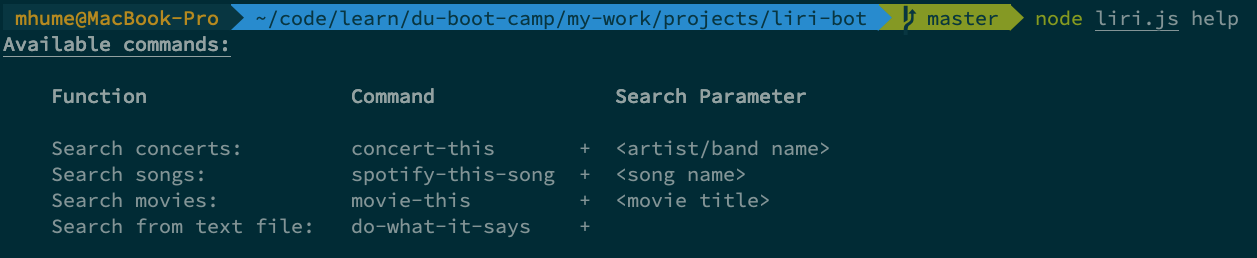 mhume@MacBook-Pro ~/code/learn/du-boot-camp/my-work/projects/liri-bot master node liri.js help
Available commands:
Function Command Search Parameter
Search concerts: concert-this + <artist/band name>
Search songs: spotify-this-song + <song name>
Search movies: movie-this + <movie title>
Search from text file: do-what-it-says +